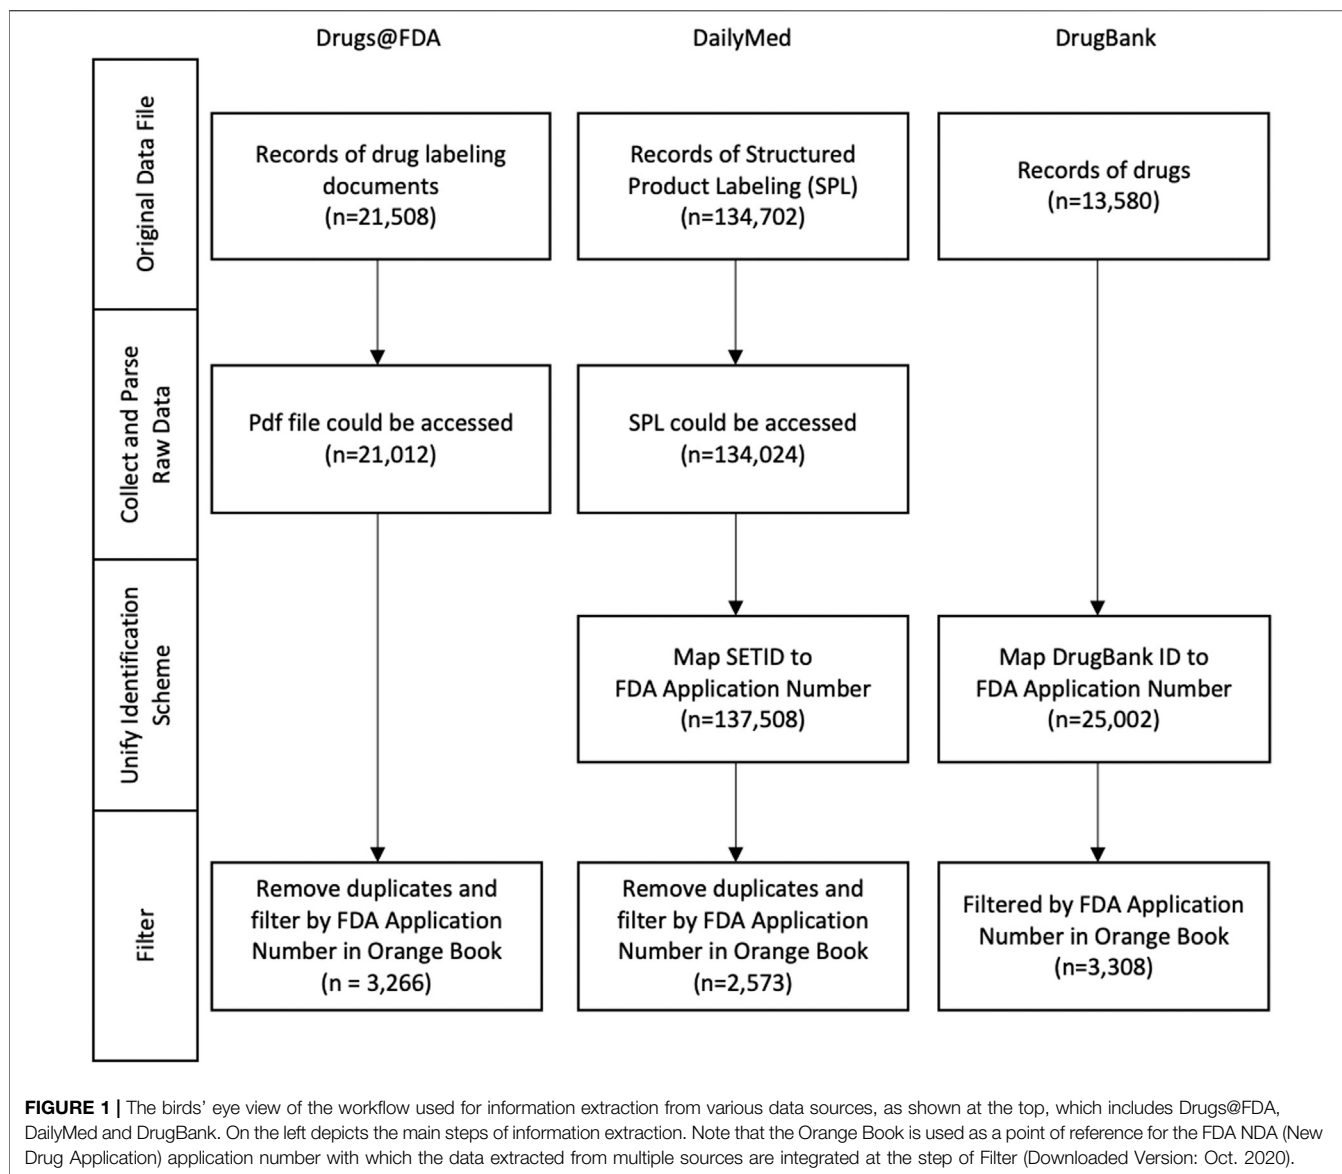 Drugs@FDA
DailyMed
DrugBank
Original Data File
Records of drug labeling
documents
(n=21,508)
Records of Structured
Product Labeling (SPL)
(n=134,702)
Records of drugs
(n=13,580)
Collect and Parse
Raw Data
Pdf file could be accessed
(n=21,012)
SPL could be accessed
(n=134,024)
Unify Identification
Scheme
Map SETID to
FDA Application Number
(n=137,508)
Map DrugBank ID to
FDA Application Number
(n=25,002)
Filter
Remove duplicates and
filter by FDA Application
Number in Orange Book
(n = 3,266)
Remove duplicates and
filter by FDA Application
Number in Orange Book
(n=2,573)
Filtered by FDA Application
Number in Orange Book
(n=3,308)
FIGURE 1 | The birds’ eye view of the workflow used for information extraction from various data sources, as shown at the top, which includes Drugs@FDA,
DailyMed and DrugBank. On the left depicts the main steps of information extraction. Note that the Orange Book is used as a point of reference for the FDA NDA (New
Drug Application) application number with which the data extracted from multiple sources are integrated at the step of Filter (Downloaded Version: Oct. 2020).